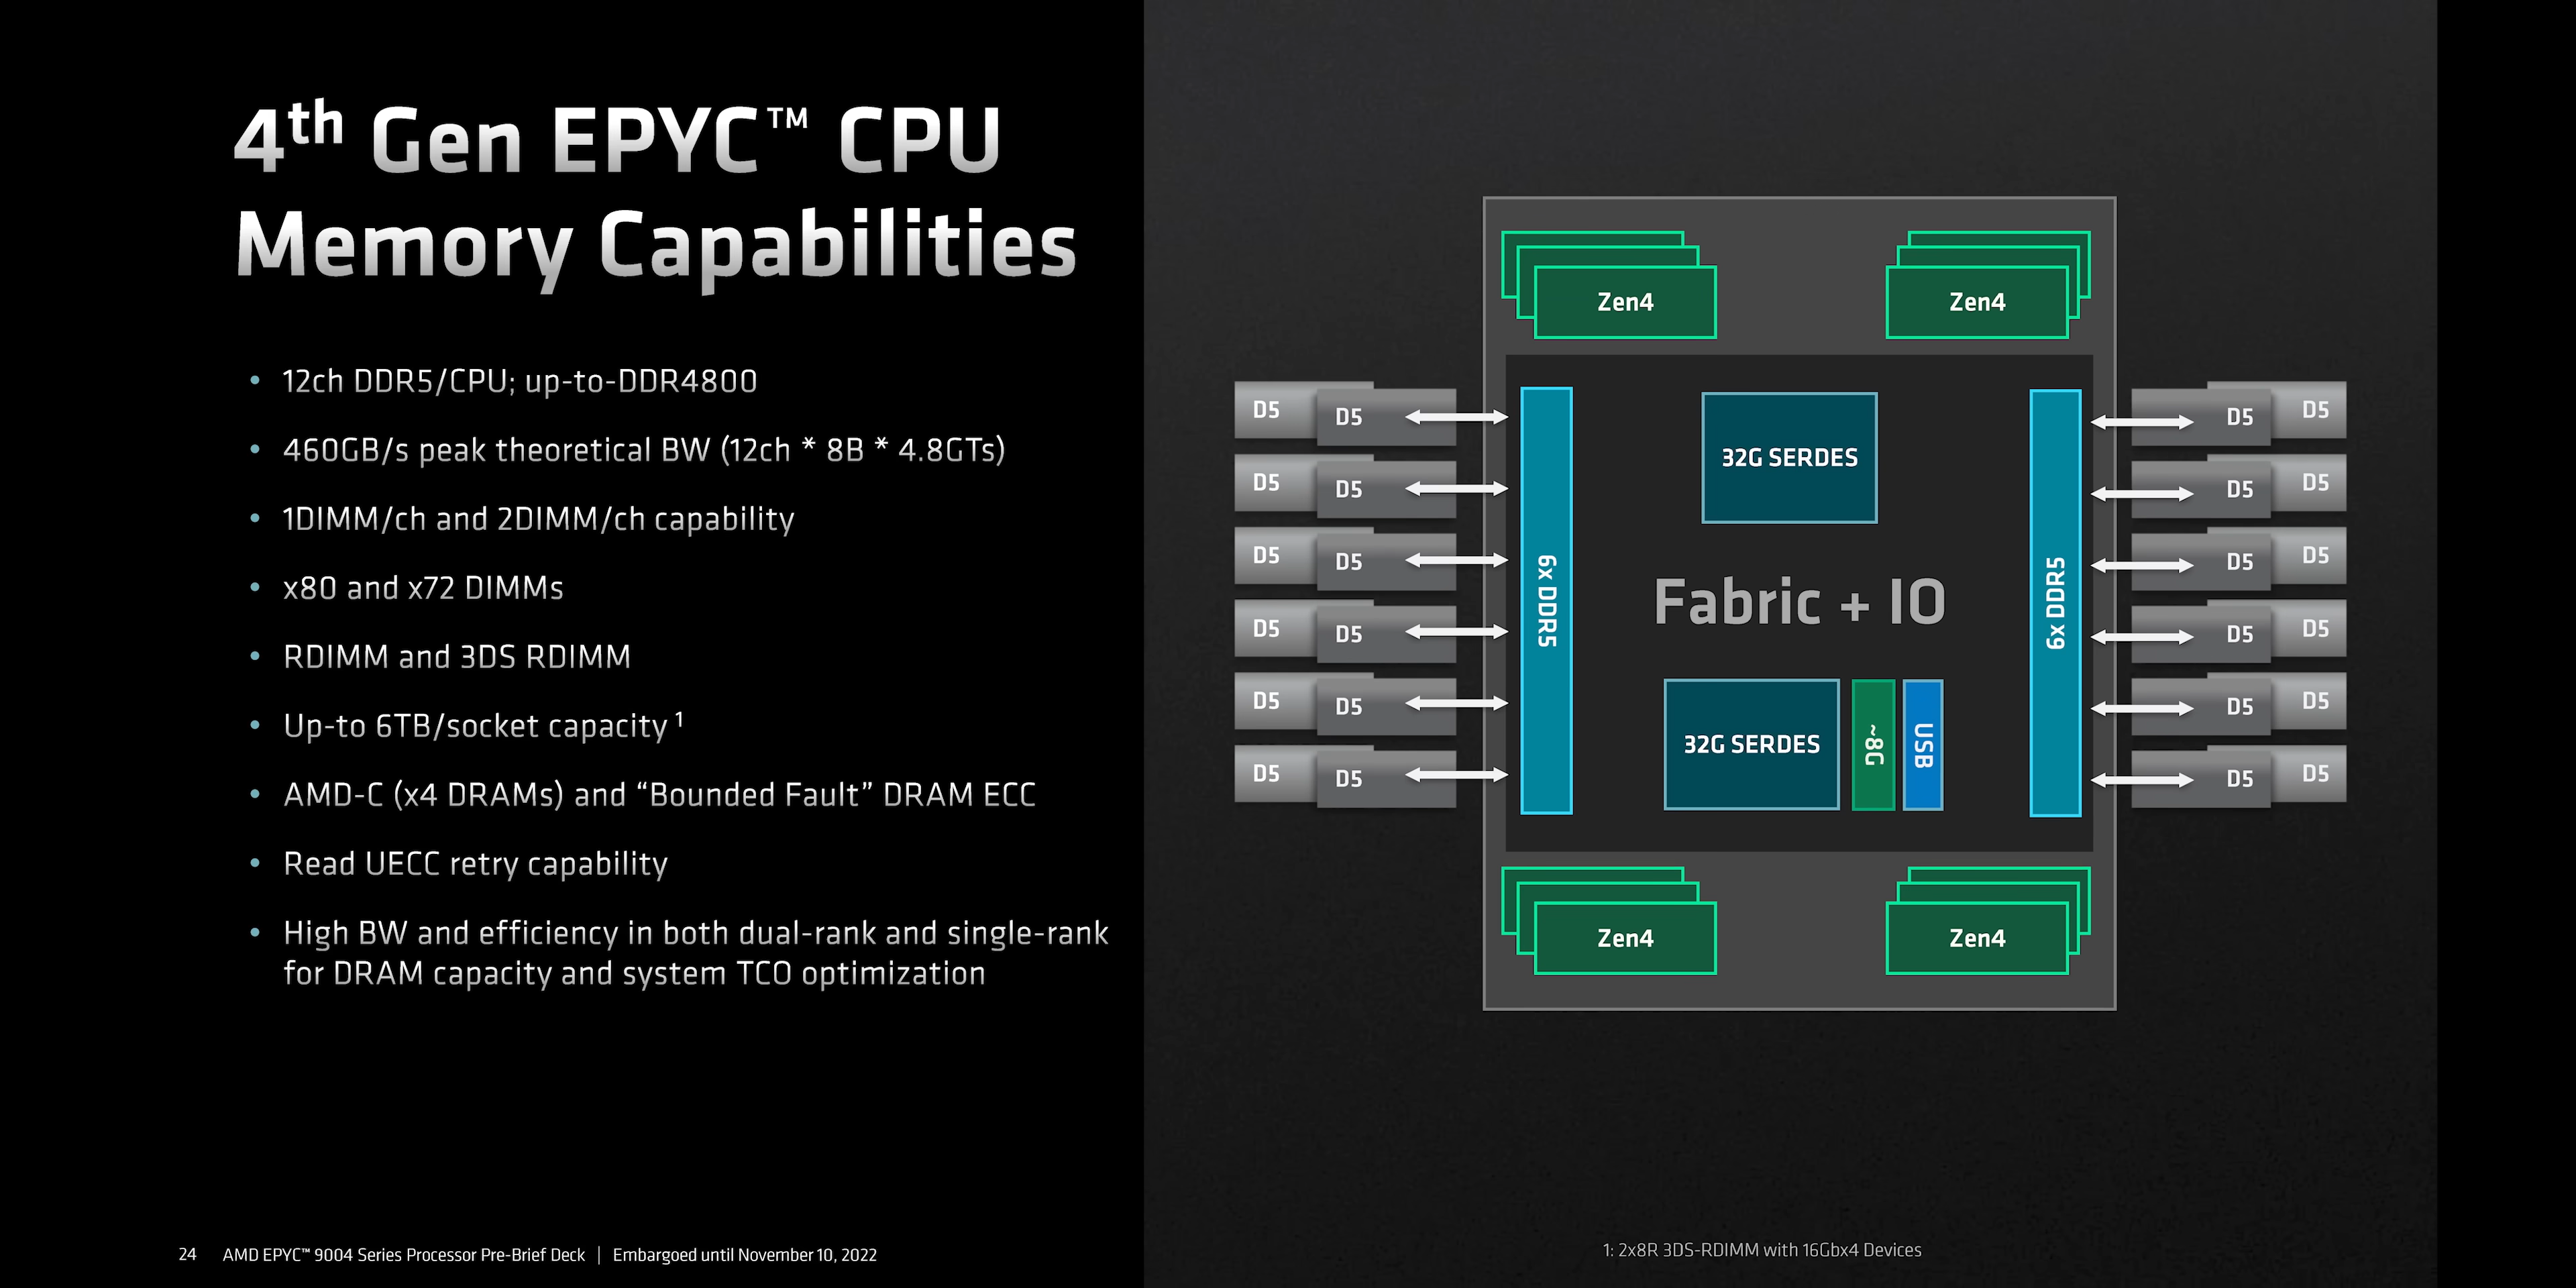 4th Gen EPYC™ CPU
Memory Capabilities
• 12ch DDR5/CPU; up-to-DDR4800
• 460GB/s peak theoretical BW (12ch * 8B * 4.8GTs)
• 1DIMM/ch and 2DIMM/ch capability
• x80 and x72 DIMMs
• RDIMM and 3DS RDIMM
• Up-to 6TB/socket capacity ¹
• AMD-C (x4 DRAMs) and “Bounded Fault” DRAM ECC
• Read UECC retry capability
• High BW and efficiency in both dual-rank and single-rank
for DRAM capacity and system TCO optimization
Zen4
Zen4
D5 D5
D5 D5
D5 D5
D5 D5
D5 D5
D5 D5
6x DDR5
32G SERDES
Fabric + IO
32G SERDES
~8G
USB
6x DDR5
D5 D5
D5 D5
D5 D5
D5 D5
D5 D5
D5 D5
Zen4
Zen4
24 AMD EPYC™ 9004 Series Processor Pre-Brief Deck | Embargoed until November 10, 2022
1: 2x8R 3DS-RDIMM with 16Gbx4 Devices